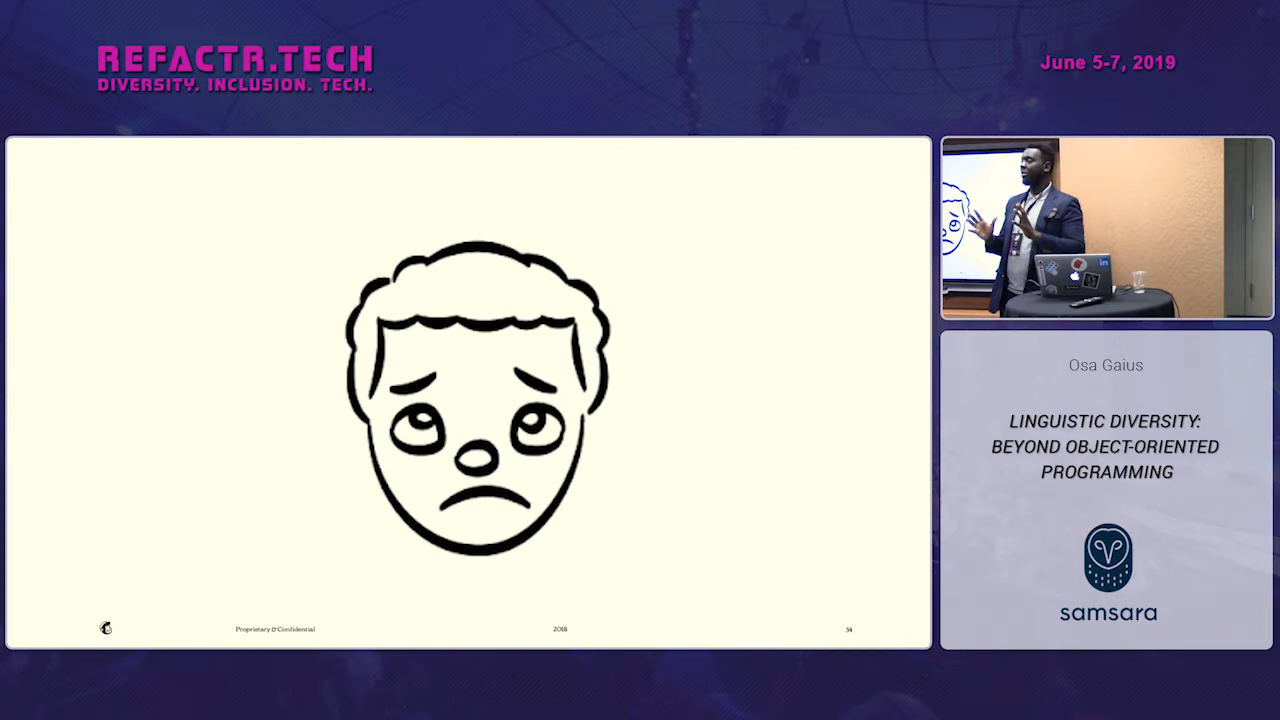 REFACTR.TECH
DIVERSITY. INCLUSION. TECH.
June 5-7, 2019
Osa Gaius
LINGUISTIC DIVERSITY:
BEYOND OBJECT-ORIENTED
PROGRAMMING
samsara
Proprietary & Confidential
2018
34